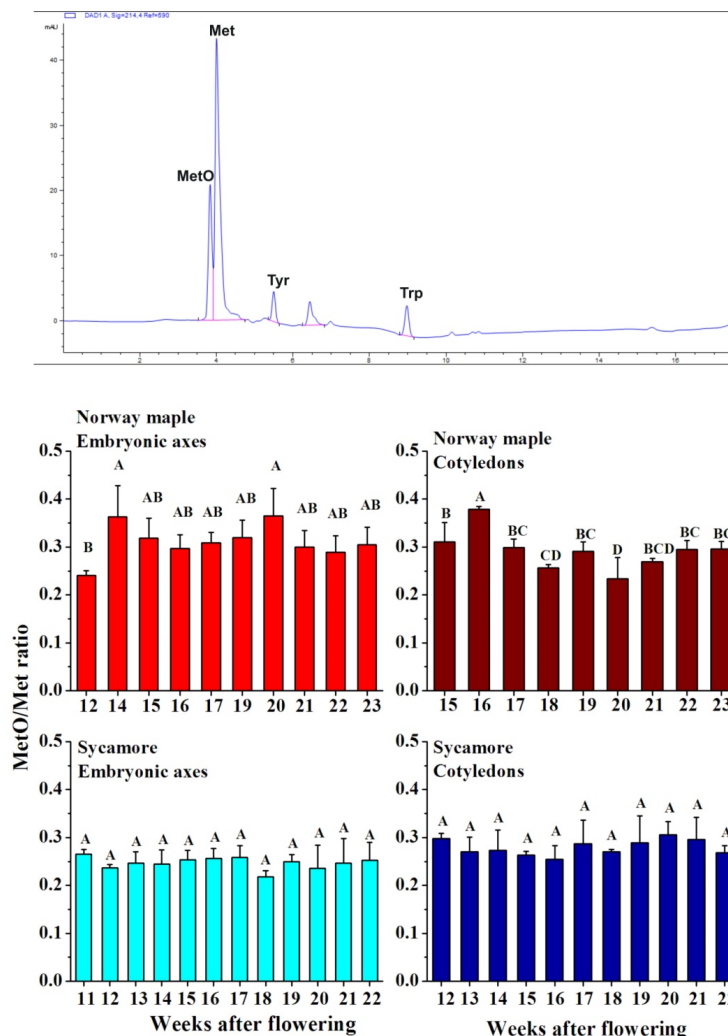 DAD1 A, Sig=214,4 Ref=590
mAU
Met
40
30
MetO
20
10
Tyr
Trp
0
2 4 6 8 10 12 14 16
Norway maple
Embryonic axes
0.5
0.4
0.3
0.2
0.1
0.0
B A AB AB AB AB A AB AB AB
12 14 15 16 17 19 20 21 22 23
Norway maple
Cotyledons
0.5
0.4
0.3
0.2
0.1
0.0
B A BC CD BC D BCD BC BC
15 16 17 18 19 20 21 22 23
MetO/Met ratio
Sycamore
Embryonic axes
0.5
0.4
0.3
0.2
0.1
0.0
A A A A A A A A A A A A
11 12 13 14 15 16 17 18 19 20 21 22
Weeks after flowering
Sycamore
Cotyledons
0.5
0.4
0.3
0.2
0.1
0.0
A A A A A A A A A A A
12 13 14 15 16 17 18 19 20 21
Weeks after flowering